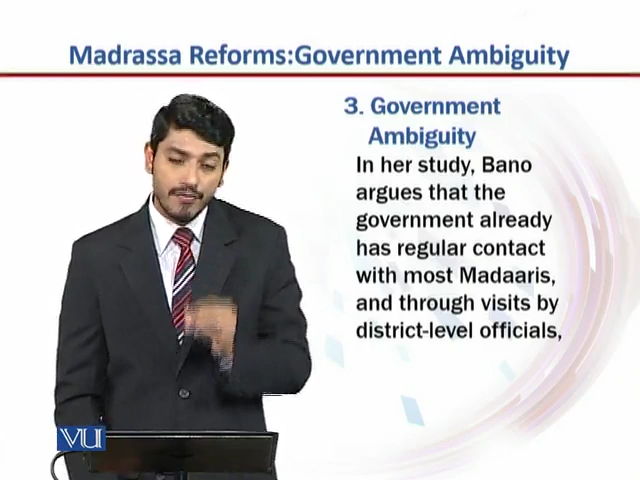 Madrassa Reforms:Government Ambiguity
3. Government
Ambiguity
In her study, Bano
argues that the
government already
has regular contact
with most Madaaris,
and through visits by
district-level officials,
VU